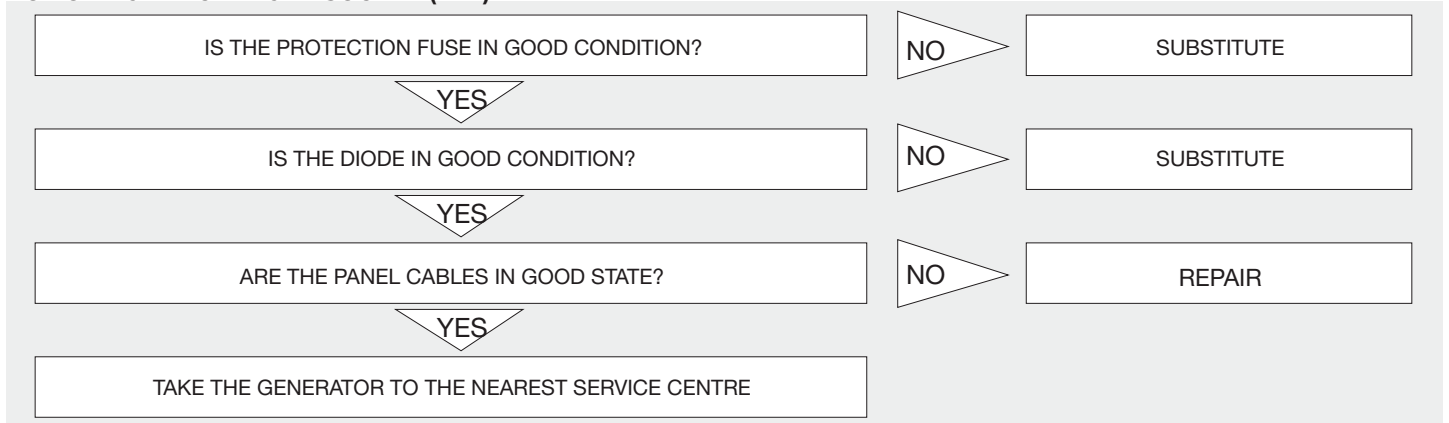 IS THE PROTECTION FUSE IN GOOD CONDITION?
NO
SUBSTITUTE
YES
IS THE DIODE IN GOOD CONDITION?
NO
SUBSTITUTE
YES
ARE THE PANEL CABLES IN GOOD STATE?
NO
REPAIR
YES
TAKE THE GENERATOR TO THE NEAREST SERVICE CENTRE